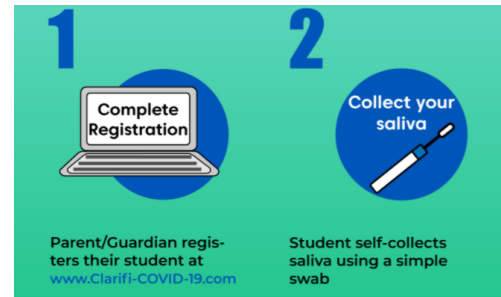 1
Complete
Registration
Parent/Guardian regis-
ters their student at
www.Clarifi-COVID-19.com
2
Collect your
saliva
Student self-collects
saliva using a simple
swab